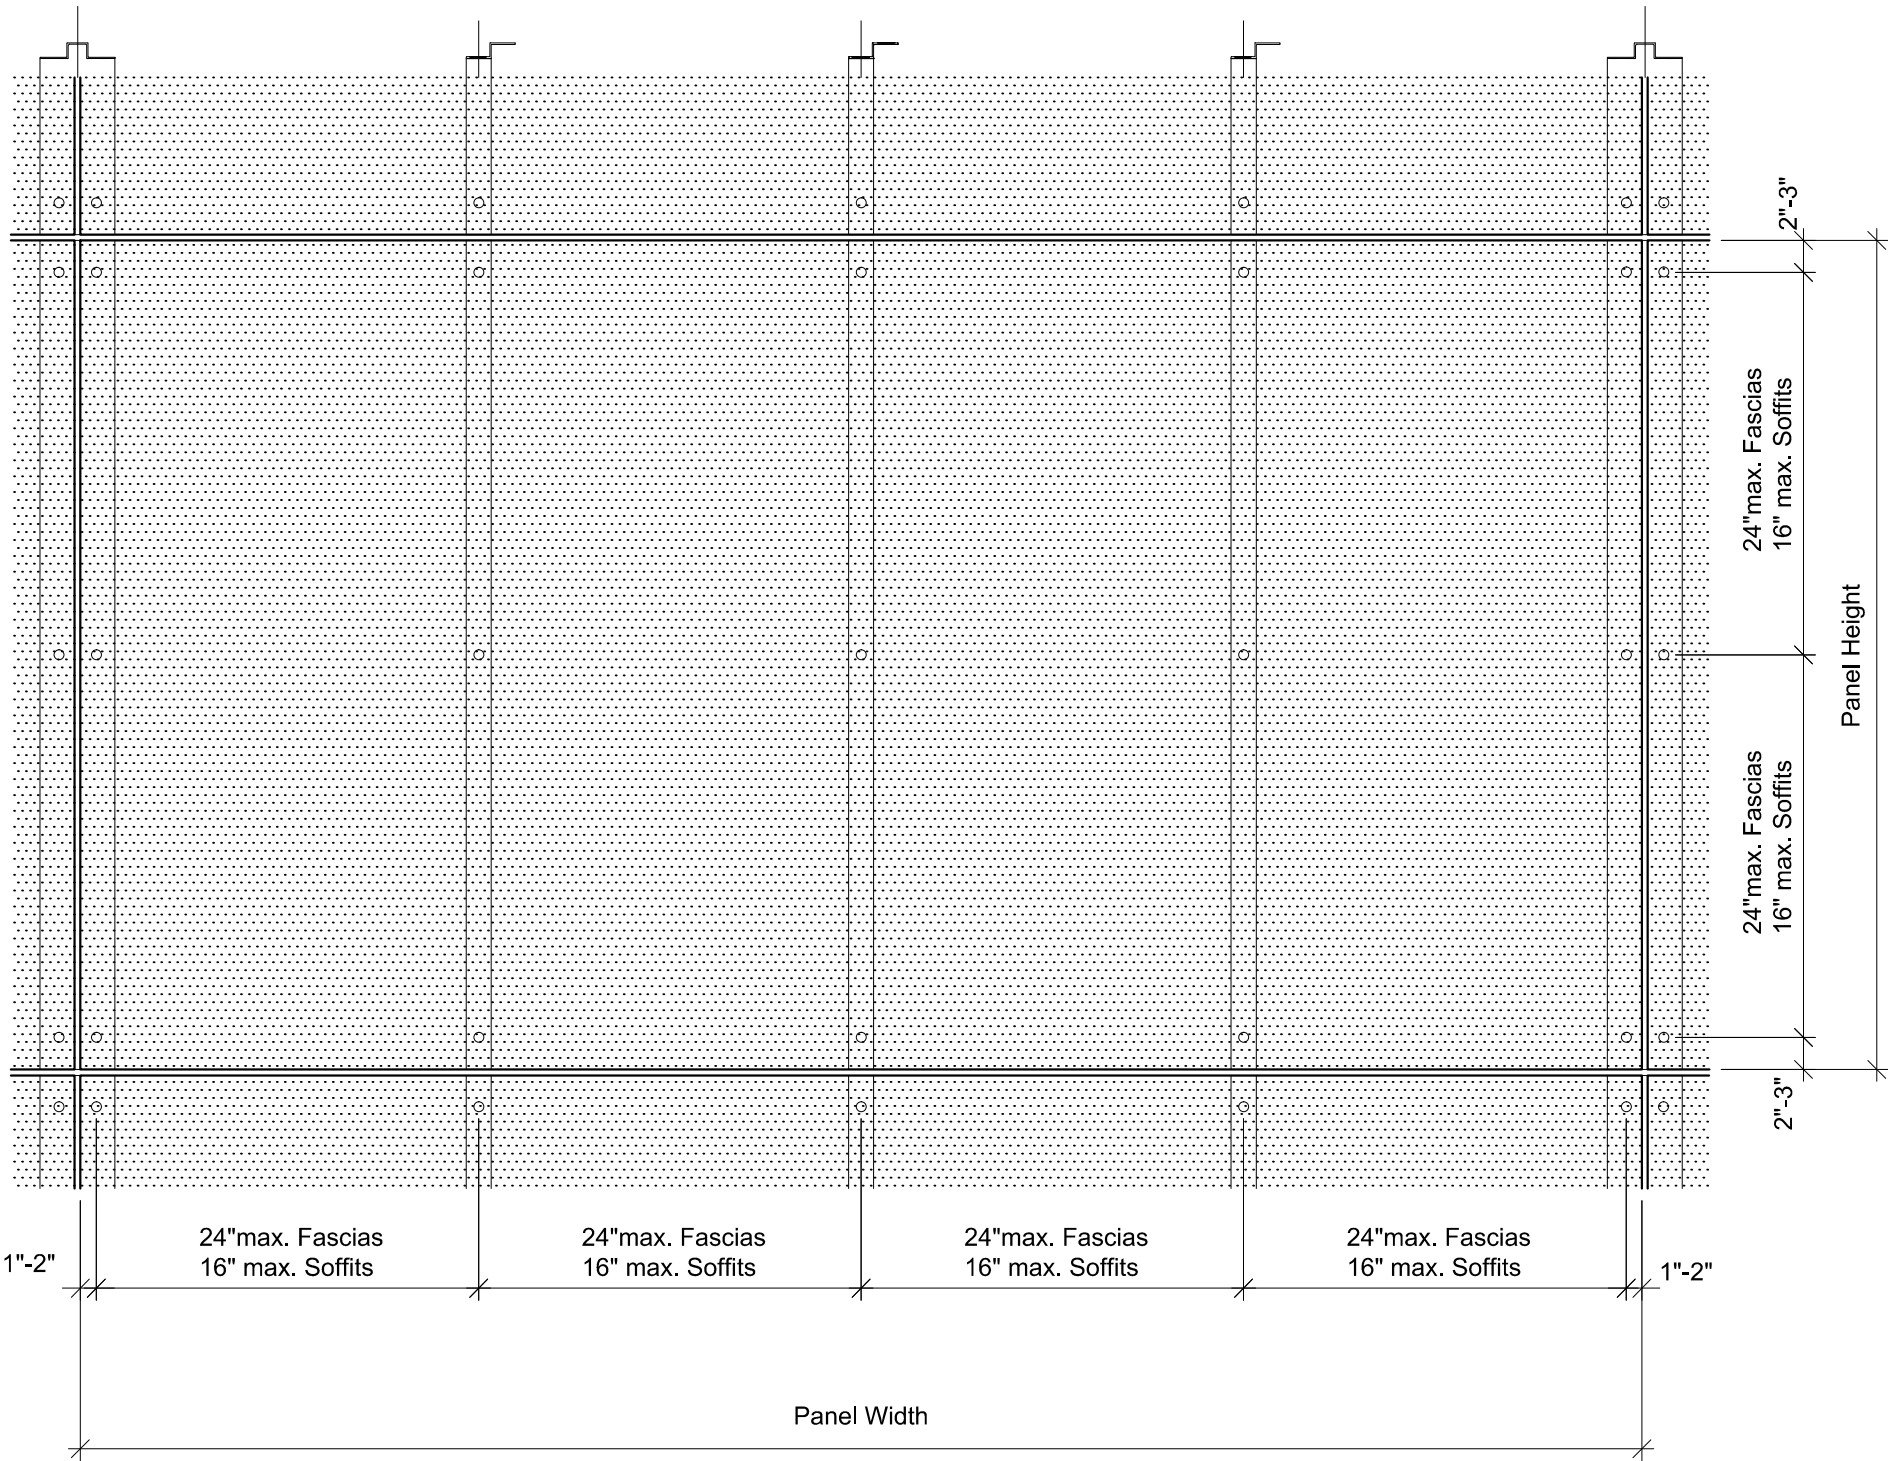 2"-3"
24"max. Fascias
16" max. Soffits
Panel Height
24"max. Fascias
16" max. Soffits
2"-3"
1"-2"
24"max. Fascias
16" max. Soffits
24"max. Fascias
16" max. Soffits
24"max. Fascias
16" max. Soffits
24"max. Fascias
16" max. Soffits
1"-2"
Panel Width